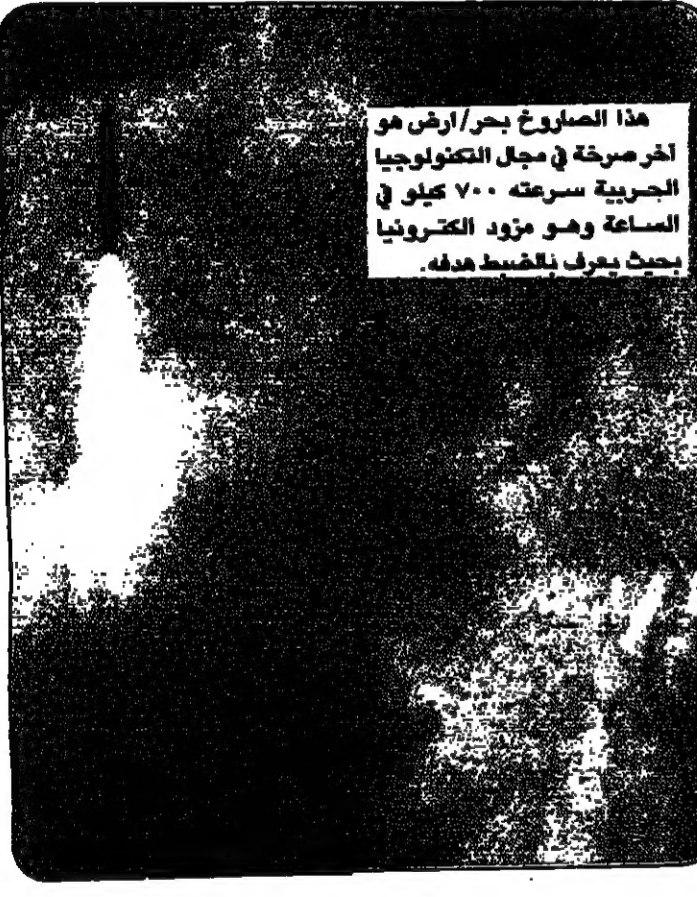 هذا الصاروخ بحر/ارض هو
آخر صرخة في مجال التكنولوجيا
الحربية سرعته ٧٠٠ كيلو في
الساعة وهو مزود الكترونيا
بحيث يعرف بالضبط هدفه.